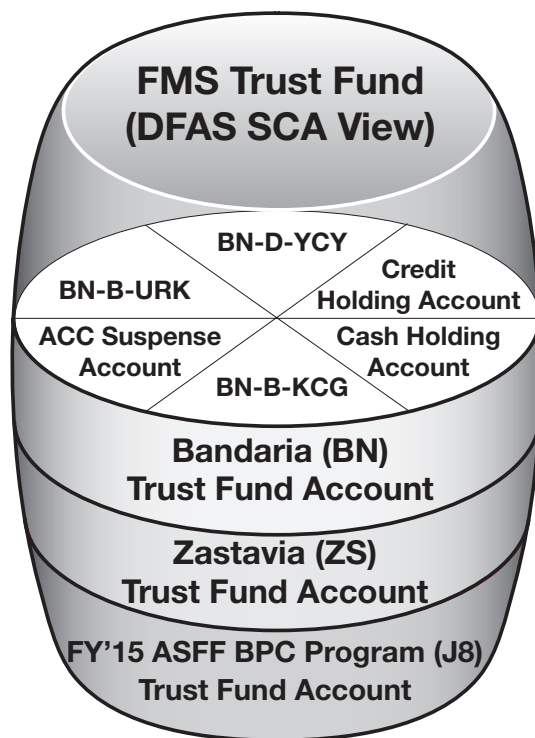 FMS Trust Fund
(DFAS SCA View)
BN-D-YCY
BN-B-URK
Credit
Holding Account
ACC Suspense
Account
Cash Holding
Account
BN-B-KCG
Bandaria (BN)
Trust Fund Account
Zastavia (ZS)
Trust Fund Account
FY’15 ASFF BPC Program (J8)
Trust Fund Account